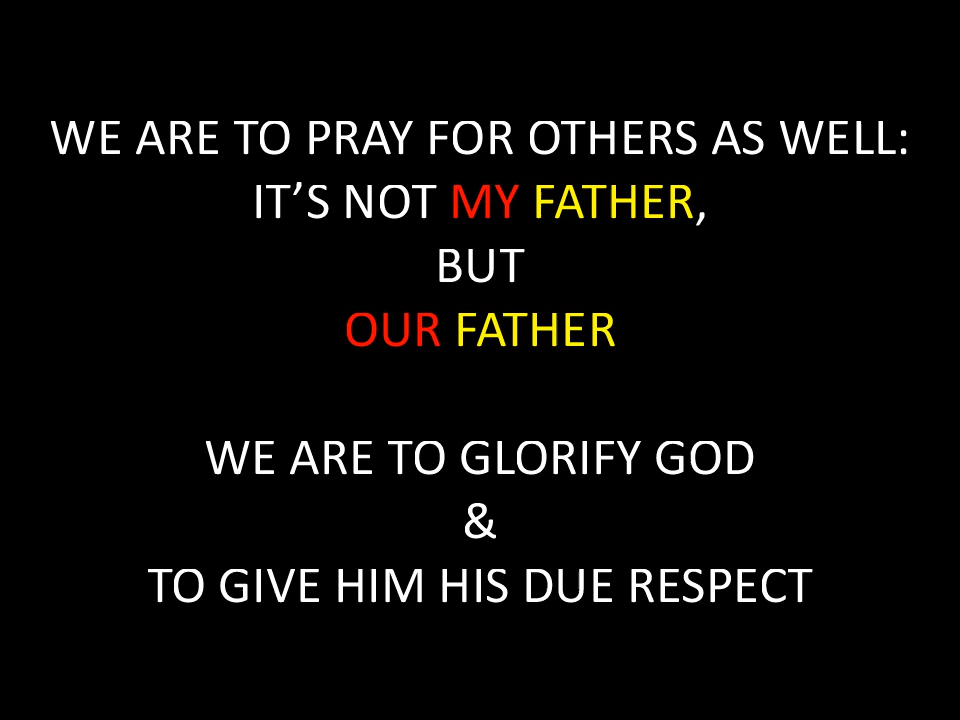 WE ARE TO PRAY FOR OTHERS AS WELL:
IT’S NOT MY FATHER,
BUT
OUR FATHER
WE ARE TO GLORIFY GOD
&
TO GIVE HIM HIS DUE RESPECT